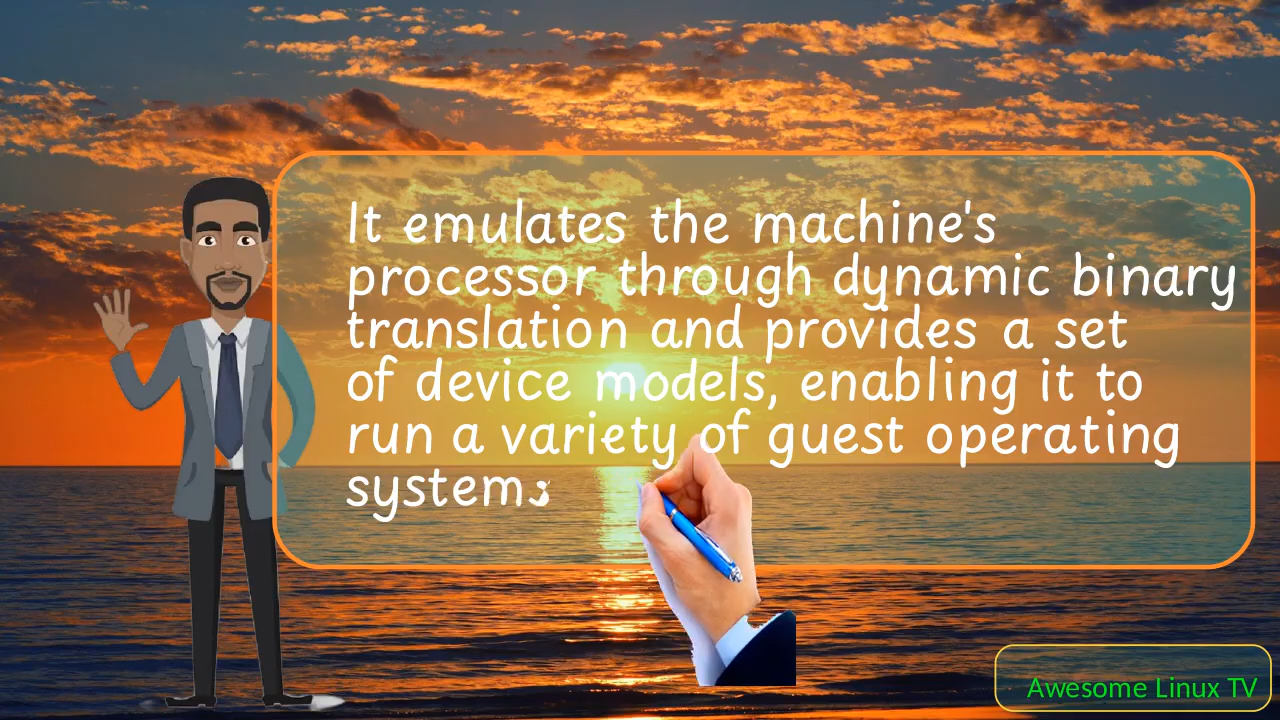 It emulates the machine's
processor through dynamic binary
translation and provides a set
of device models, enabling it to
run a variety of guest operating
system
Awesome Linux TV